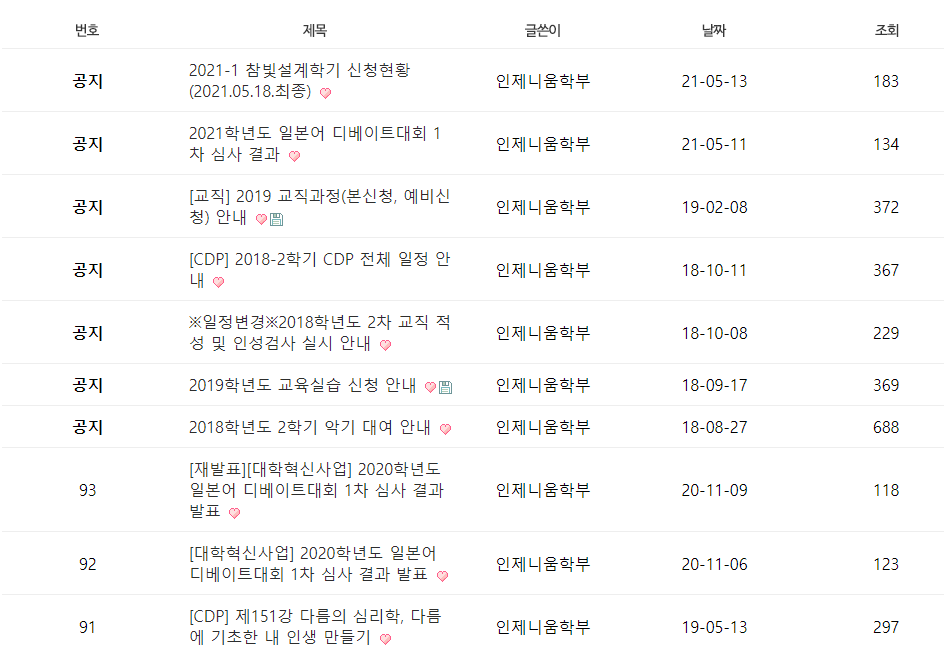 번호 제목 글쓴이 날짜 조회
공지 2021-1 참빛설계학기 신청현황 인제니움학부 21-05-13 183
(2021.05.18.최종)
공지 2021학년도 일본어 디베이트대회 1 인제니움학부 21-05-11 134
차 심사 결과
공지 [교직] 2019 교직과정(본신청, 예비신 인제니움학부 19-02-08 372
청) 안내
공지 [CDP] 2018-2학기 CDP 전체 일정 안 인제니움학부 18-10-11 367
내
공지 ※일정변경※2018학년도 2차 교직 적 인제니움학부 18-10-08 229
성 및 인성검사 실시 안내
공지 2019학년도 교육실습 신청 안내 인제니움학부 18-09-17 369
공지 2018학년도 2학기 악기 대여 안내 인제니움학부 18-08-27 688
[재발표][대학혁신사업] 2020학년도
93 일본어 디베이트대회 1차 심사 결과 인제니움학부 20-11-09 118
발표
92 [대학혁신사업] 2020학년도 일본어 인제니움학부 20-11-06 123
디베이트대회 1차 심사 결과 발표
91 [CDP] 제151강 다름의 심리학, 다름 인제니움학부 19-05-13 297
에 기초한 내 인생 만들기